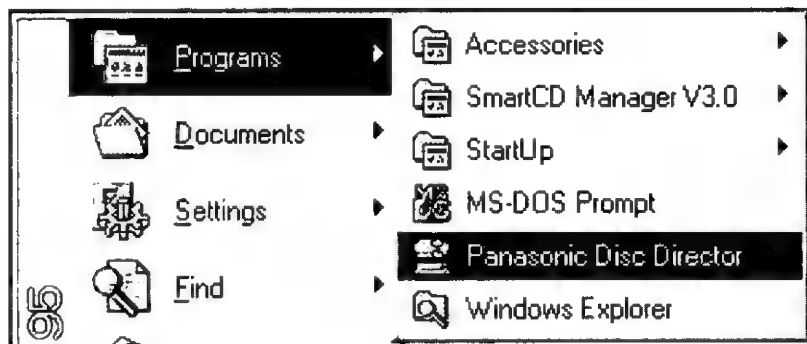 Programs
Documents
Settings
Find
95
Accessories
SmartCD Manager V3.0
StartUp
MS-DOS Prompt
Panasonic Disc Director
Windows Explorer